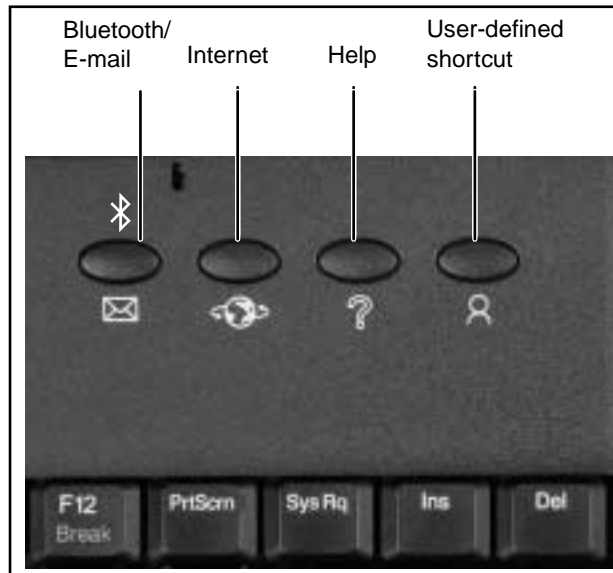 Bluetooth/
E-mail
Internet
Help
User-defined
shortcut
?
F12
Break
PrtScrn
Sys Rq
Ins
Del